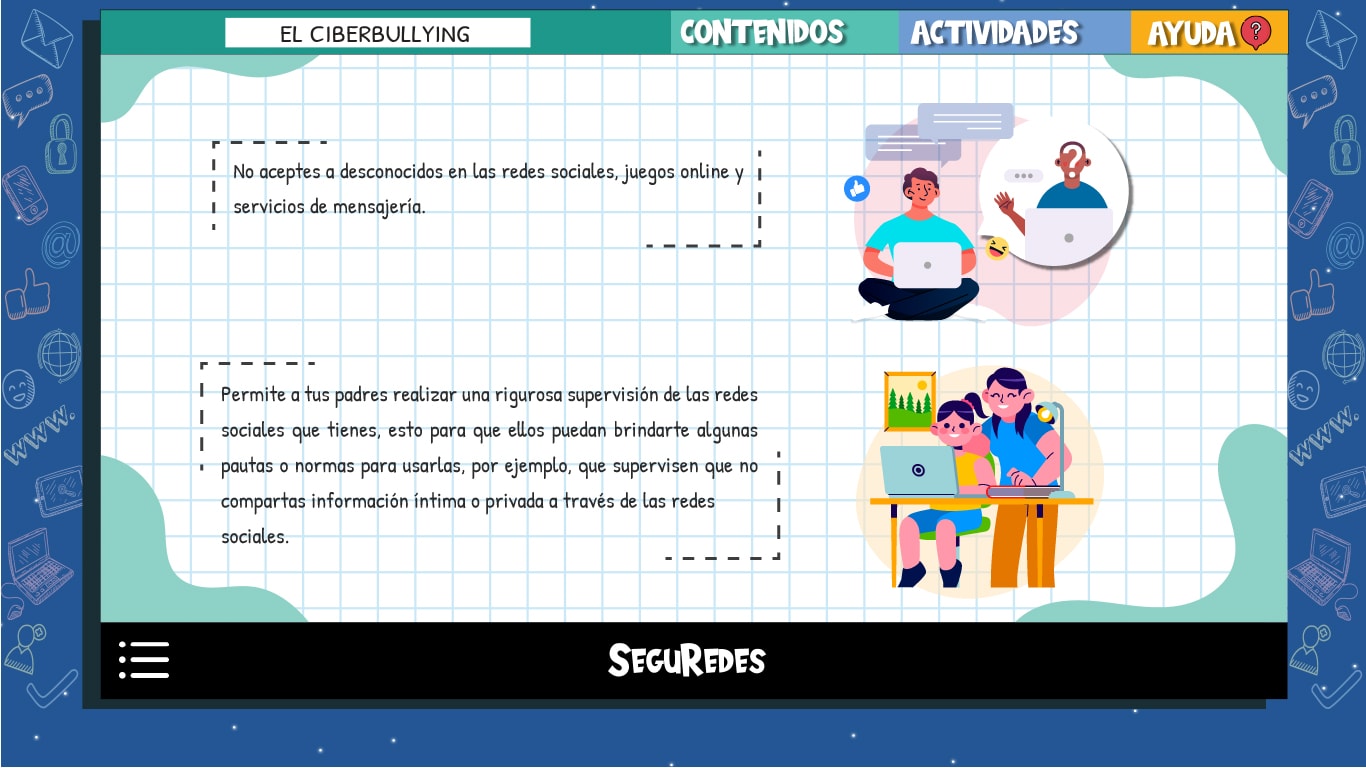 EL CIBERBULLYING
CONTENIDOS
ACTIVIDADES
AYUDA ?
No aceptes a desconocidos en las redes sociales, juegos online y
servicios de mensajería.
?
Permite a tus padres realizar una rigurosa supervisión de las redes
sociales que tienes, esto para que ellos puedan brindarte algunas
pautas o normas para usarlas, por ejemplo, que supervisen que no
compartas información íntima o privada a través de las redes
sociales.
@
@
www.
www.
SEGUREDES